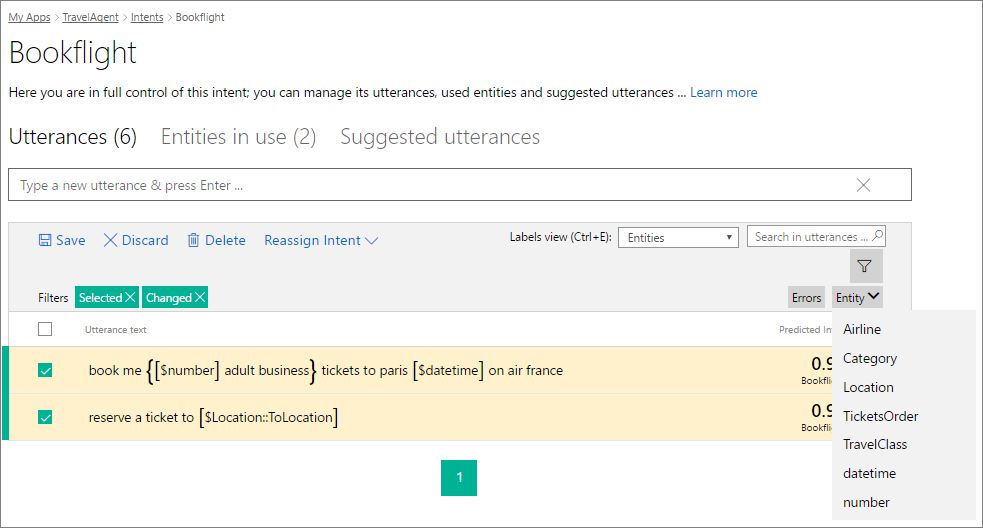 My Apps > TravelAgent > Intents > Bookflight
Bookflight
Here you are in full control of this intent; you can manage its utterances, used entities and suggested utterances ... Learn more
Utterances (6) Entities in use (2) Suggested utterances
Type a new utterance & press Enter ...
Save Discard Delete Reassign Intent Labels view (Ctrl+E): Entities Search in utterances ...
Filters Selected Changed Errors Entity
Utterance text Predicted Int
book me {[$number] adult business} tickets to paris [$datetime] on air france 0.9
Bookfli
reserve a ticket to [$Location::ToLocation] 0.9
Bookfli
Airline
Category
Location
TicketsOrder
TravelClass
datetime
number
1